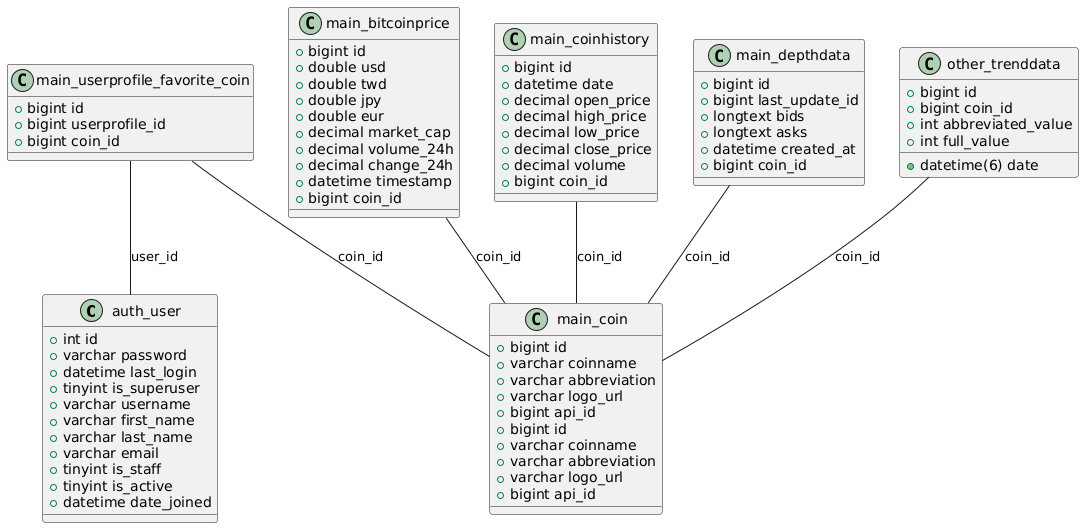 main_userprofile_favorite_coin
bigint id
bigint userprofile_id
bigint coin_id
main_bitcoinprice
bigint id
double usd
double twd
double jpy
double eur
decimal market_cap
decimal volume_24h
decimal change_24h
datetime timestamp
bigint coin_id
main_coinhistory
bigint id
datetime date
decimal open_price
decimal high_price
decimal low_price
decimal close_price
decimal volume
bigint coin_id
main_depthdata
bigint id
bigint last_update_id
longtext bids
longtext asks
datetime created_at
bigint coin_id
other_trenddata
bigint id
bigint coin_id
int abbreviated_value
int full_value
datetime(6) date
user_id
coin_id
coin_id
coin_id
coin_id
coin_id
auth_user
int id
varchar password
datetime last_login
tinyint is_superuser
varchar username
varchar first_name
varchar last_name
varchar email
tinyint is_staff
tinyint is_active
datetime date_joined
main_coin
bigint id
varchar coinname
varchar abbreviation
varchar logo_url
bigint api_id
bigint id
varchar coinname
varchar abbreviation
varchar logo_url
bigint api_id